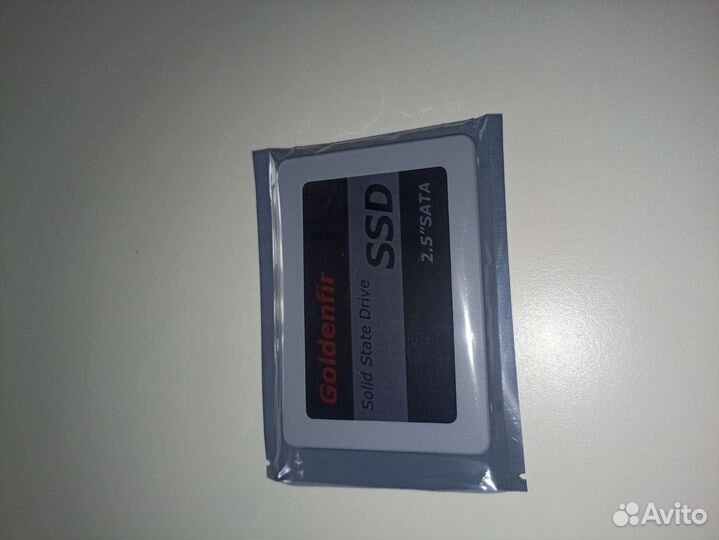 Goldenfir
Solid State Drive
SSD
2.5"SATA
Avito